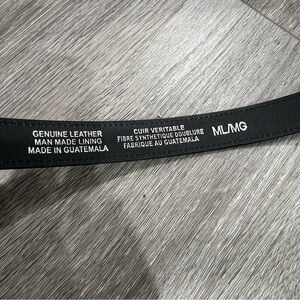 GENUINE LEATHER
MAN MADE LINING
MADE IN GUATEMALA
CUIR VERITABLE
FIBRE SYNTHETIQUE DOUBLURE
FABRIQUE AU GUATEMALA
ML/MG